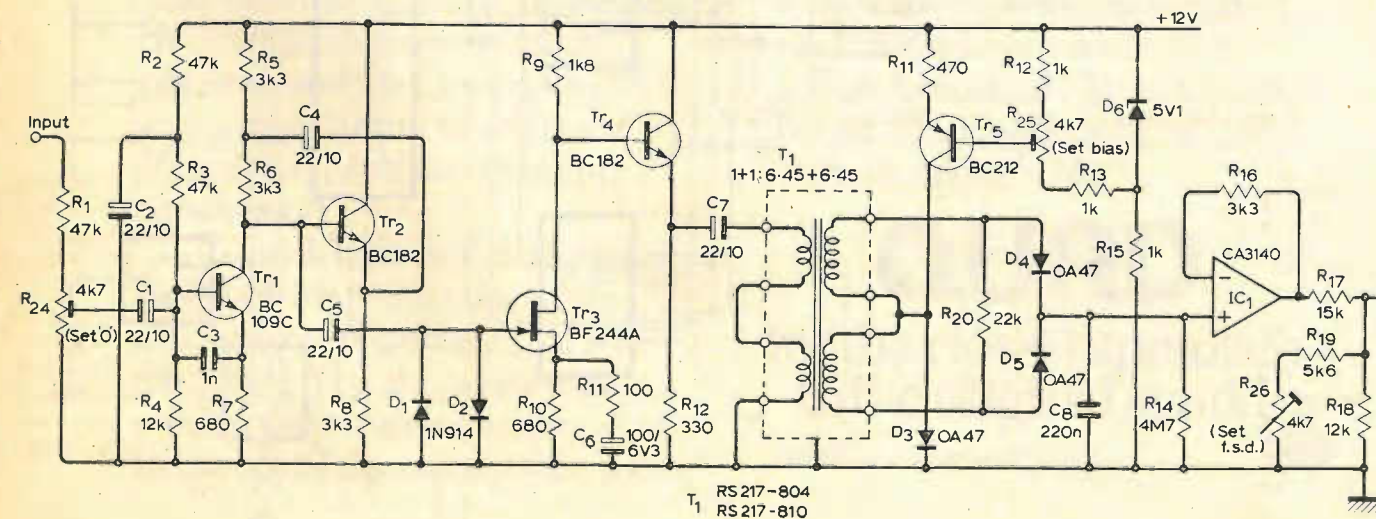 +12V
Input
R1
47k
R24
4k7
(Set '0')
C2
22/10
C1
22/10
R2
47k
R3
47k
R4
12k
C3
1n
Tr1
BC
109C
R7
680
R5
3k3
R6
3k3
C4
22/10
Tr2
BC182
C5
22/10
R8
3k3
D1
1N914
D2
R9
1k8
Tr3
BF244A
R10
680
R11
100
C6
100/
6V3
Tr4
BC182
R12
330
C7
22/10
T1
1+1:6·45+6·45
T1 RS217-804
RS217-810
R11
470
Tr5
BC212
D3
OA47
R20
22k
D4
OA47
D5
OA47
R12
1k
R25
4k7
(Set bias)
R13
1k
D6
5V1
R15
1k
C8
220n
R14
4M7
R16
3k3
CA3140
IC1
−
+
R17
15k
R19
5k6
R26
4k7
(Set
f.s.d.)
R18
12k